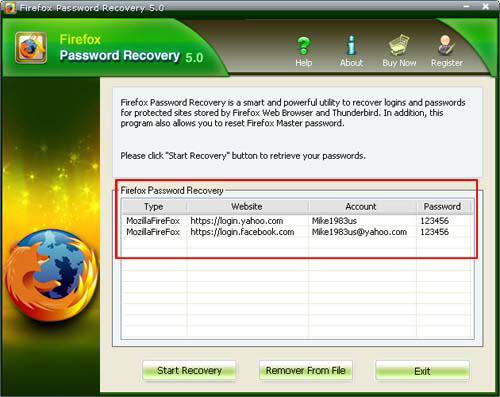 Firefox Password Recovery 5.0
Firefox
Password Recovery 5.0
Help
About
Buy Now
Register
Firefox Password Recovery is a smart and powerful utility to recover logins and passwords
for protected sites stored by Firefox Web Browser and Thunderbird. In addition, this
program also allows you to reset Firefox Master password.
Please click "Start Recovery" button to retrieve your passwords.
Firefox Password Recovery
Type Website Account Password
MozillaFireFox https://login.yahoo.com Mike1983us 123456
MozillaFireFox https://login.facebook.com Mike1983us@yahoo.com 123456
Start Recovery
Remover From File
Exit